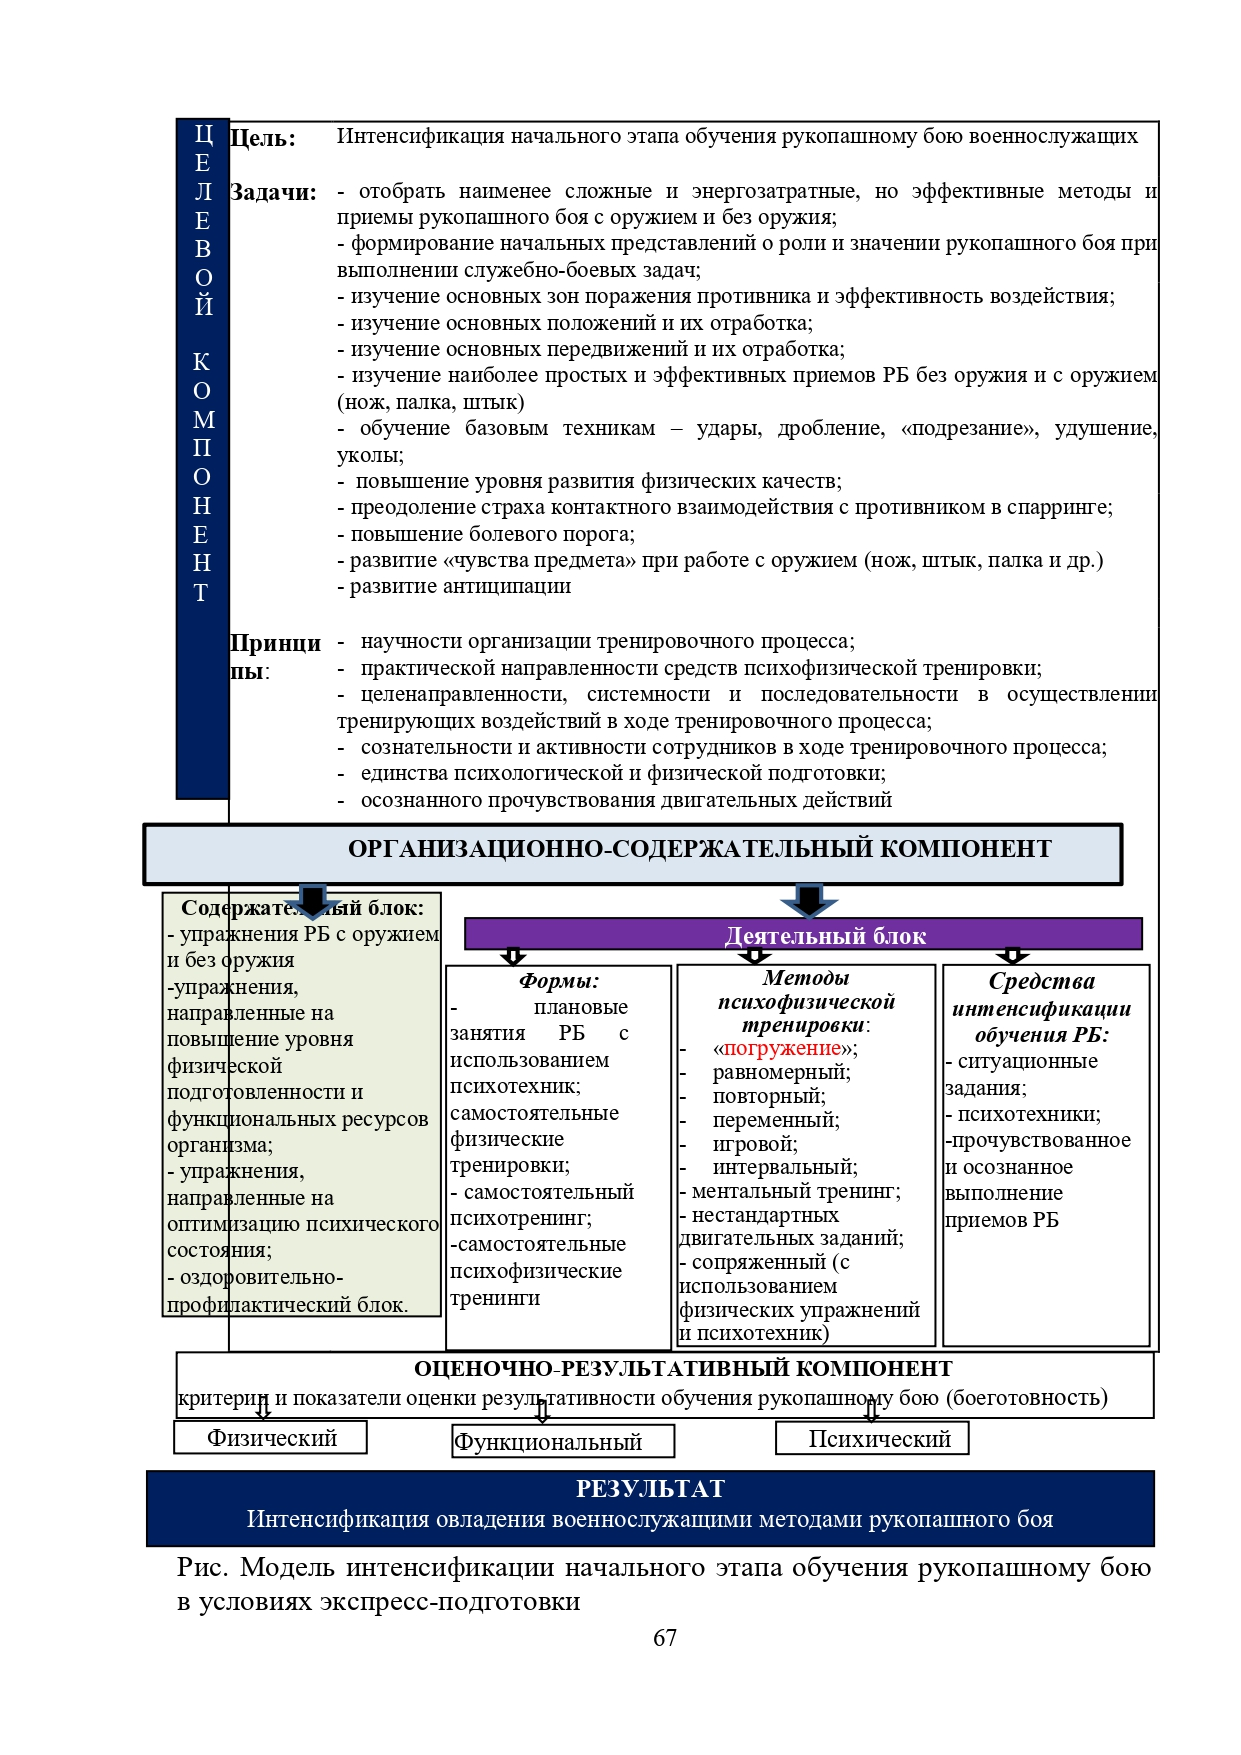 ЦЕЛЕВОЙ КОМПОНЕНТ
Цель: Интенсификация начального этапа обучения рукопашному бою военнослужащих
Задачи: - отобрать наименее сложные и энергозатратные, но эффективные методы и
приемы рукопашного боя с оружием и без оружия;
- формирование начальных представлений о роли и значении рукопашного боя при
выполнении служебно-боевых задач;
- изучение основных зон поражения противника и эффективность воздействия;
- изучение основных положений и их отработка;
- изучение основных передвижений и их отработка;
- изучение наиболее простых и эффективных приемов РБ без оружия и с оружием
(нож, палка, штык)
- обучение базовым техникам – удары, дробление, «подрезание», удушение,
уколы;
- повышение уровня развития физических качеств;
- преодоление страха контактного взаимодействия с противником в спарринге;
- повышение болевого порога;
- развитие «чувства предмета» при работе с оружием (нож, штык, палка и др.)
- развитие антиципации
Принци
пы:
- научности организации тренировочного процесса;
- практической направленности средств психофизической тренировки;
- целенаправленности, системности и последовательности в осуществлении
тренирующих воздействий в ходе тренировочного процесса;
- сознательности и активности сотрудников в ходе тренировочного процесса;
- единства психологической и физической подготовки;
- осознанного прочувствования двигательных действий
ОРГАНИЗАЦИОННО-СОДЕРЖАТЕЛЬНЫЙ КОМПОНЕНТ
Содержательный блок:
- упражнения РБ с оружием
и без оружия
-упражнения,
направленные на
повышение уровня
физической
подготовленности и
функциональных ресурсов
организма;
- упражнения,
направленные на
оптимизацию психического
состояния;
- оздоровительно-
профилактический блок.
Деятельный блок
Формы:
- плановые
занятия РБ с
использованием
психотехник;
самостоятельные
физические
тренировки;
- самостоятельный
психотренинг;
-самостоятельные
психофизические
тренинги
Методы
психофизической
тренировки:
- «погружение»;
- равномерный;
- повторный;
- переменный;
- игровой;
- интервальный;
- ментальный тренинг;
- нестандартных
двигательных заданий;
- сопряженный (с
использованием
физических упражнений
и психотехник)
Средства
интенсификации
обучения РБ:
- ситуационные
задания;
- психотехники;
-прочувствованное
и осознанное
выполнение
приемов РБ
ОЦЕНОЧНО-РЕЗУЛЬТАТИВНЫЙ КОМПОНЕНТ
критерии и показатели оценки результативности обучения рукопашному бою (боеготовность)
Физический
Функциональный
Психический
РЕЗУЛЬТАТ
Интенсификация овладения военнослужащими методами рукопашного боя
Рис. Модель интенсификации начального этапа обучения рукопашному бою
в условиях экспресс-подготовки
67